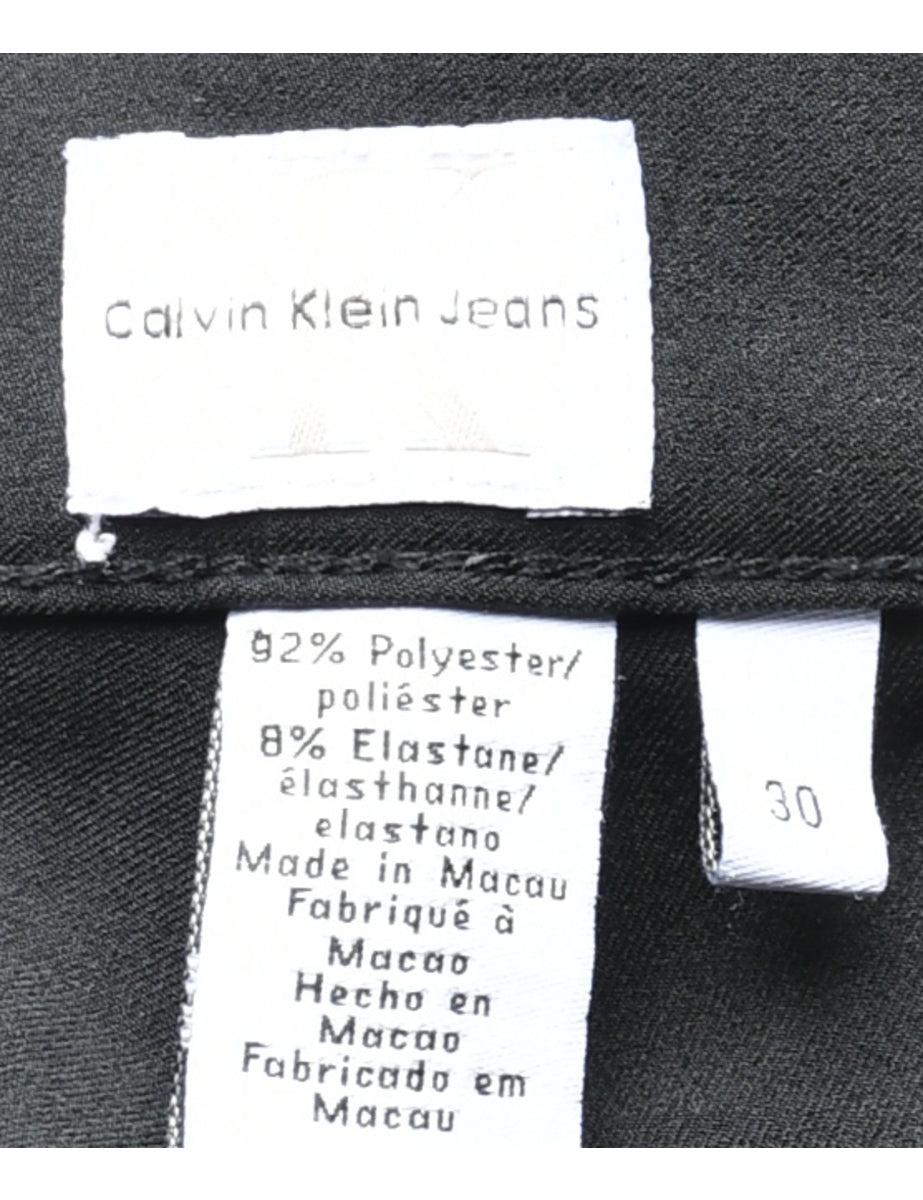 Calvin Klein Jeans
92% Polyester/
poliéster
8% Elastane/
élasthanne/
elastano
Made in Macau
Fabriqué à
Macao
Hecho en
Macao
Fabricado em
Macau
30